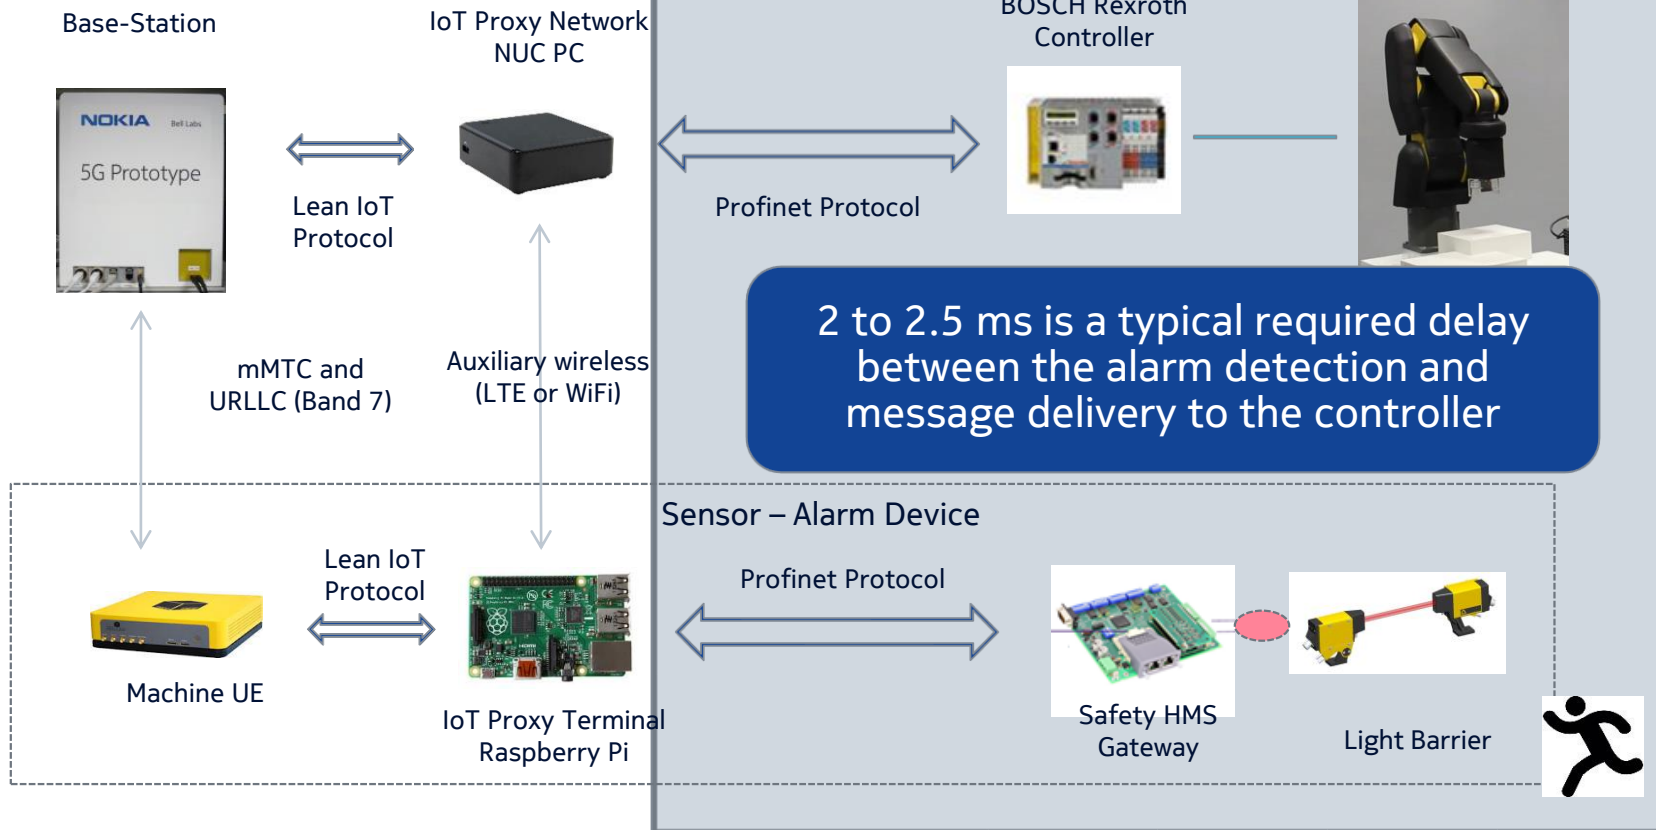 Base-Station
IoT Proxy Network
NUC PC
BOSCH Rexroth
Controller
NOKIA Bell Labs
5G Prototype
Lean IoT
Protocol
Profinet Protocol
2 to 2.5 ms is a typical required delay
between the alarm detection and
message delivery to the controller
mMTC and
URLLC (Band 7)
Auxiliary wireless
(LTE or WiFi)
Sensor – Alarm Device
Lean IoT
Protocol
Profinet Protocol
Machine UE
IoT Proxy Terminal
Raspberry Pi
Safety HMS
Gateway
Light Barrier
HDMI